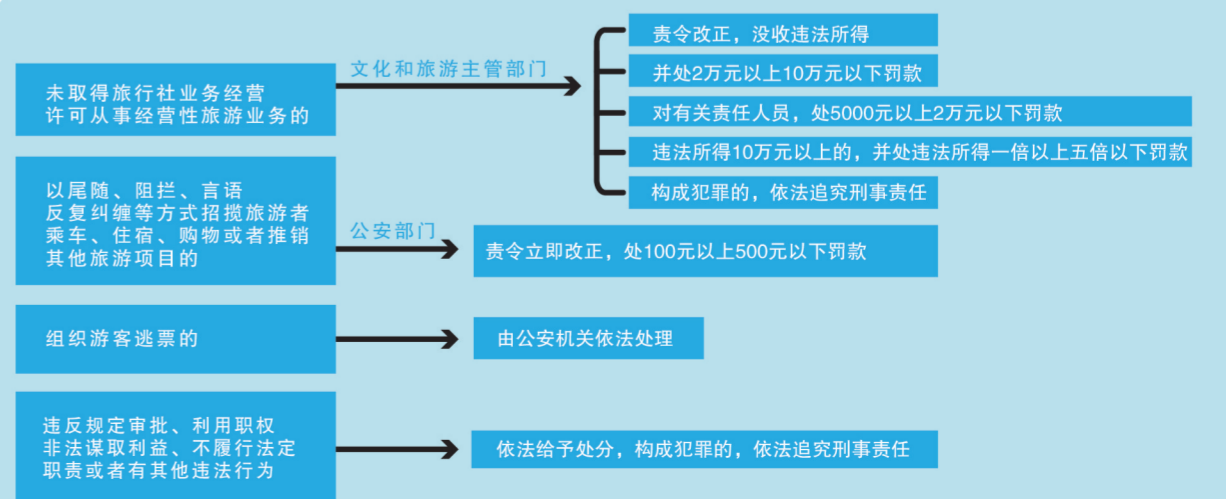 未取得旅行社业务经营
许可从事经营性旅游业务的
文化和旅游主管部门
责令改正，没收违法所得
并处2万元以上10万元以下罚款
对有关责任人员，处5000元以上2万元以下罚款
违法所得10万元以上的，并处违法所得一倍以上五倍以下罚款
构成犯罪的，依法追究刑事责任
以尾随、阻拦、言语
反复纠缠等方式招揽旅游者
乘车、住宿、购物或者推销
其他旅游项目的
公安部门
责令立即改正，处100元以上500元以下罚款
组织游客逃票的
由公安机关依法处理
违反规定审批、利用职权
非法谋取利益、不履行法定
职责或者有其他违法行为
依法给予处分，构成犯罪的，依法追究刑事责任